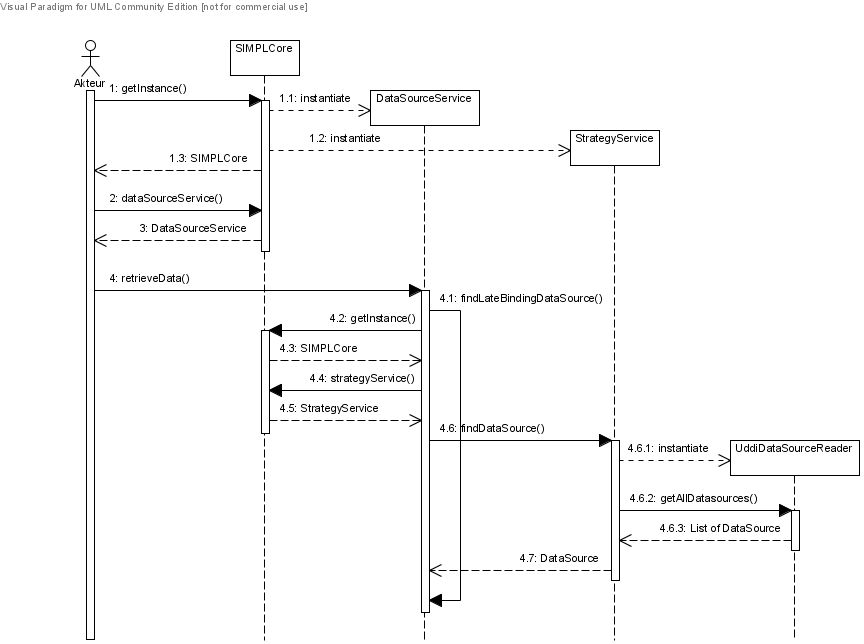 Visual Paradigm for UML Community Edition [not for commercial use]
SIMPLCore
Akteur
1: getInstance()
1.1: instantiate
DataSourceService
1.2: instantiate
StrategyService
1.3: SIMPLCore
2: dataSourceService()
3: DataSourceService
4: retrieveData()
4.1: findLateBindingDataSource()
4.2: getInstance()
4.3: SIMPLCore
4.4: strategyService()
4.5: StrategyService
4.6: findDataSource()
4.6.1: instantiate
UddiDataSourceReader
4.6.2: getAllDatasources()
4.6.3: List of DataSource
4.7: DataSource